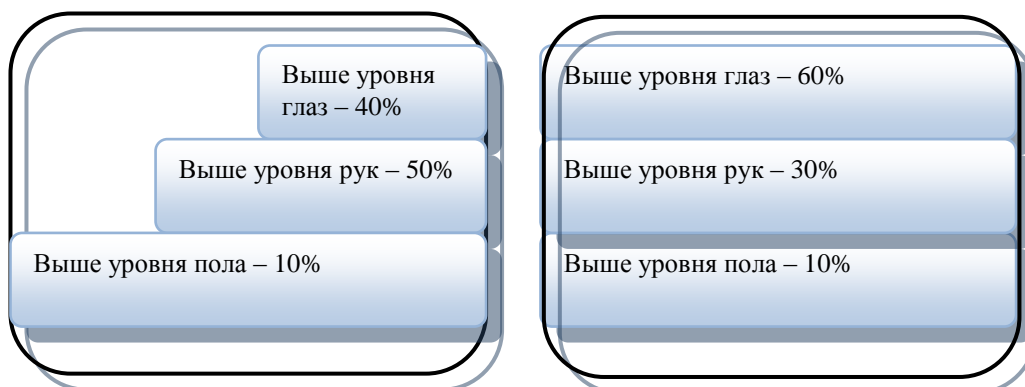 Выше уровня
глаз – 40%
Выше уровня рук – 50%
Выше уровня пола – 10%
Выше уровня глаз – 60%
Выше уровня рук – 30%
Выше уровня пола – 10%